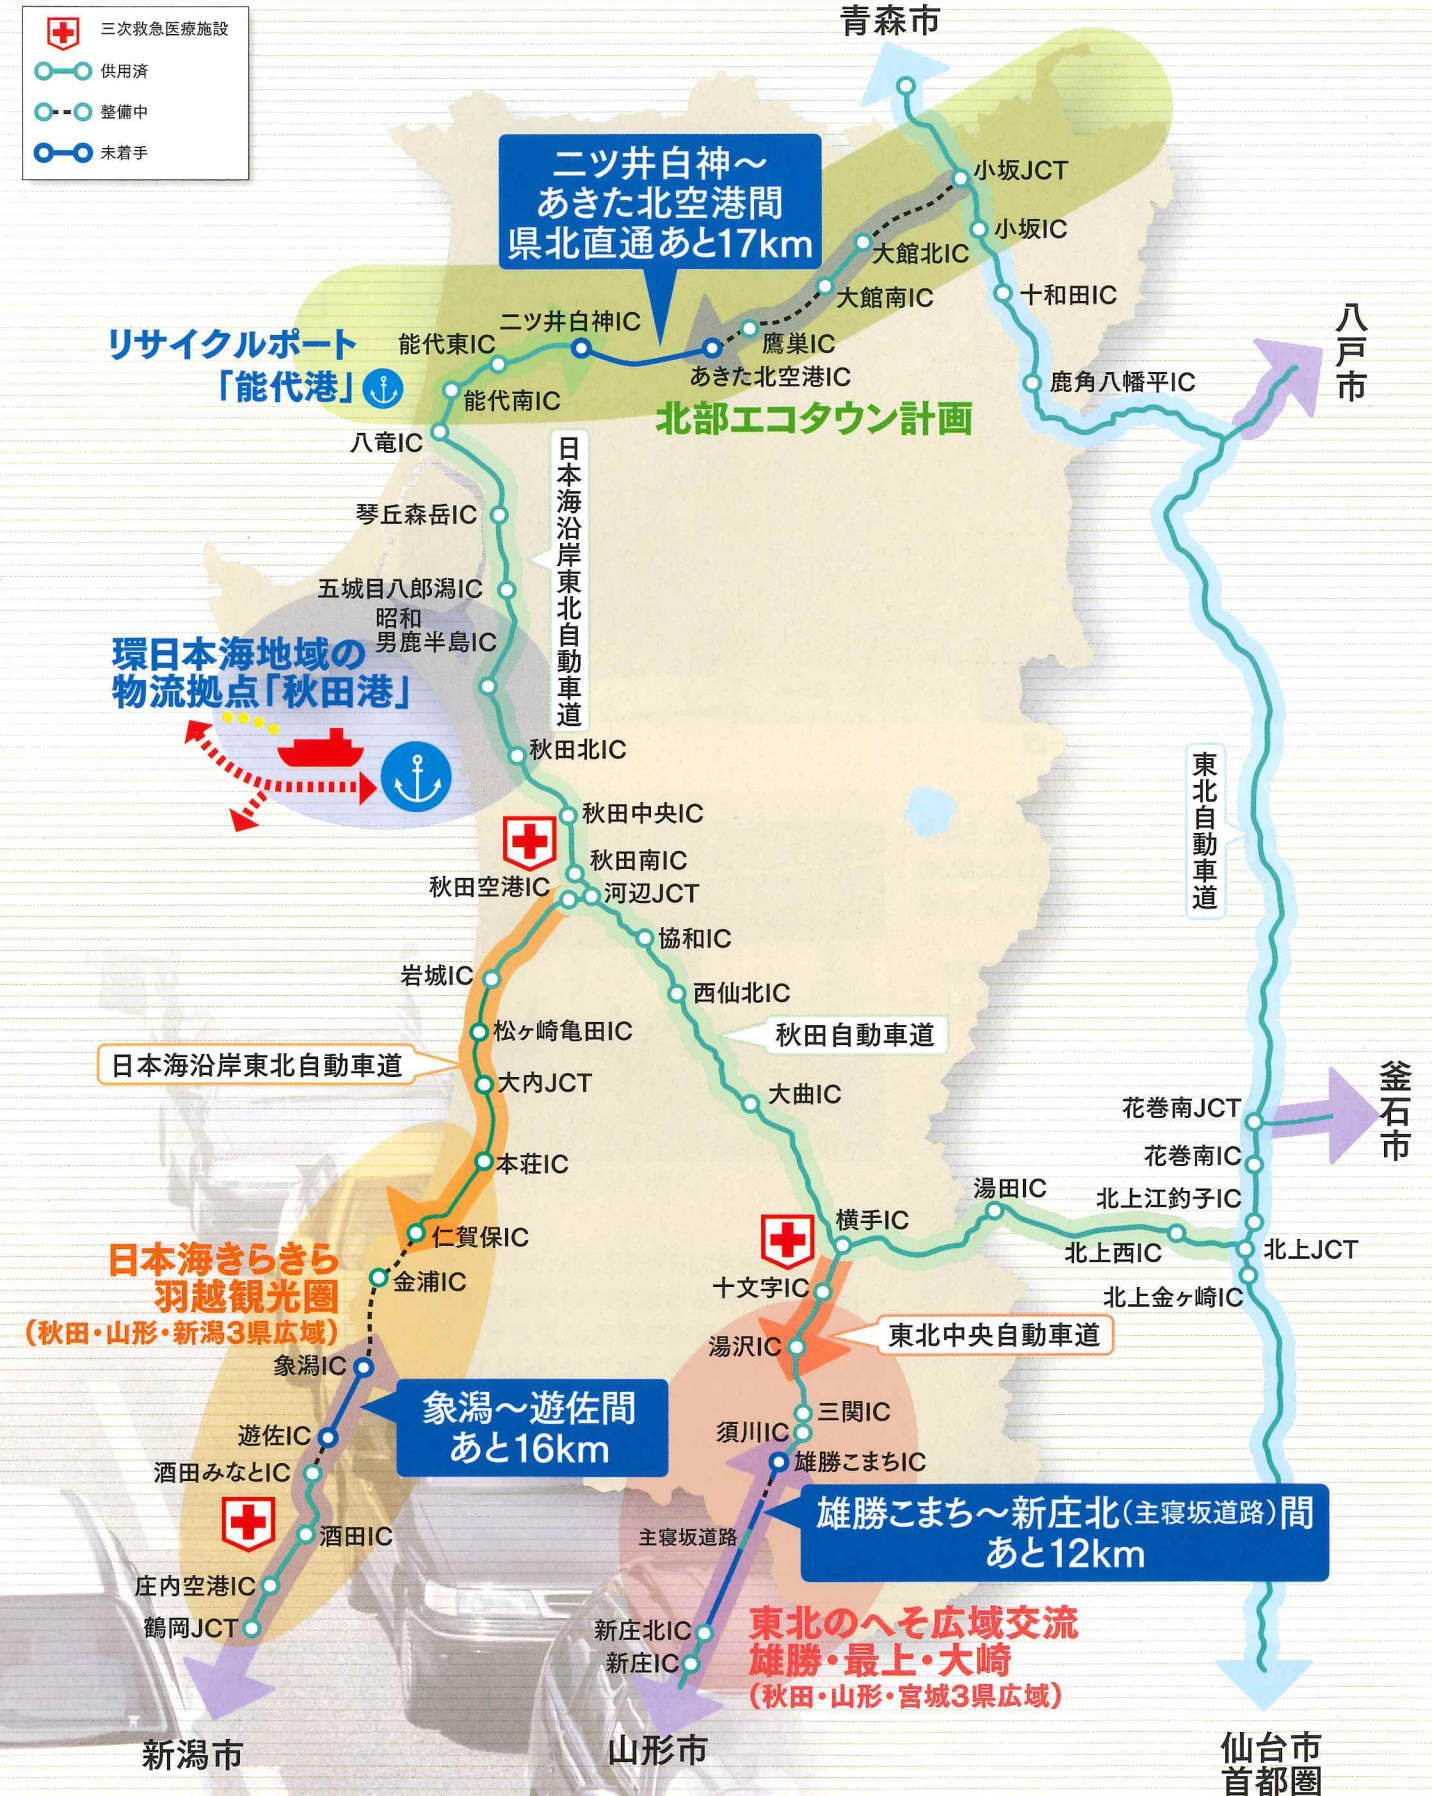 三次救急医療施設
供用済
整備中
未着手
青森市
二ツ井白神～
あきた北空港間
県北直通あと17km
小坂JCT
小坂IC
大館北IC
十和田IC
大館南IC
二ツ井白神IC
リサイクルポート
「能代港」
能代東IC
鷹巣IC
あきた北空港IC
八戸市
鹿角八幡平IC
能代南IC
北部エコタウン計画
八竜IC
日本海沿岸東北自動車道
琴丘森岳IC
五城目八郎潟IC
昭和
男鹿半島IC
環日本海地域の
物流拠点「秋田港」
秋田北IC
東北自動車道
秋田中央IC
秋田南IC
秋田空港IC
河辺JCT
協和IC
岩城IC
西仙北IC
松ヶ崎亀田IC
秋田自動車道
日本海沿岸東北自動車道
大内JCT
大曲IC
釜石市
花巻南JCT
花巻南IC
本荘IC
湯田IC
北上江釣子IC
横手IC
仁賀保IC
北上西IC
北上JCT
日本海きらきら
羽越観光圏
（秋田・山形・新潟3県広域）
金浦IC
十文字IC
北上金ヶ崎IC
東北中央自動車道
湯沢IC
象潟IC
象潟～遊佐間
あと16km
三関IC
須川IC
遊佐IC
雄勝こまちIC
酒田みなとIC
雄勝こまち～新庄北（主寝坂道路）間
あと12km
酒田IC
主寝坂道路
庄内空港IC
鶴岡JCT
新庄北IC
新庄IC
東北のへそ広域交流
雄勝・最上・大崎
（秋田・山形・宮城3県広域）
新潟市
山形市
仙台市
首都圏